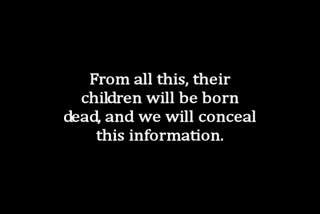 From all this, their
children will be born
dead, and we will conceal
this information.